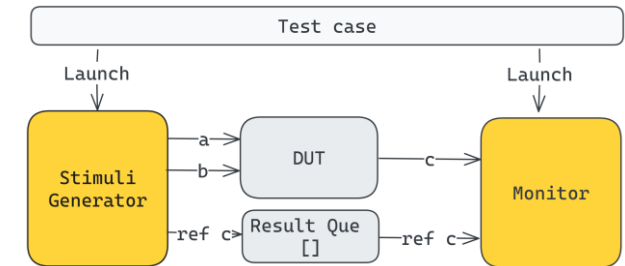 Test case
Launch
Launch
a
b
DUT
c
Stimuli
Generator
Monitor
ref c
Result Que
[]
ref c